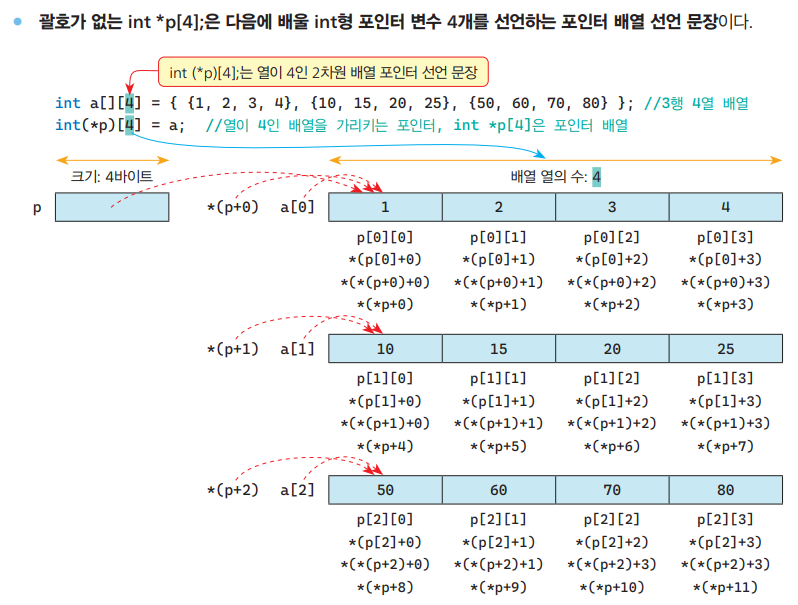 • 괄호가 없는 int *p[4];은 다음에 배울 int형 포인터 변수 4개를 선언하는 포인터 배열 선언 문장이다.
int (*p)[4];는 열이 4인 2차원 배열 포인터 선언 문장
int a[][4] = { {1, 2, 3, 4}, {10, 15, 20, 25}, {50, 60, 70, 80} }; //3행 4열 배열
int(*p)[4] = a; //열이 4인 배열을 가리키는 포인터, int *p[4]은 포인터 배열
크기: 4바이트 배열 열의 수: 4
p *(p+0) a[0] 1 2 3 4
p[0][0] p[0][1] p[0][2] p[0][3]
*(p[0]+0) *(p[0]+1) *(p[0]+2) *(p[0]+3)
*(*(p+0)+0) *(*(p+0)+1) *(*(p+0)+2) *(*(p+0)+3)
*(*p+0) *(*p+1) *(*p+2) *(*p+3)
*(p+1) a[1] 10 15 20 25
p[1][0] p[1][1] p[1][2] p[1][3]
*(p[1]+0) *(p[1]+1) *(p[1]+2) *(p[1]+3)
*(*(p+1)+0) *(*(p+1)+1) *(*(p+1)+2) *(*(p+1)+3)
*(*p+4) *(*p+5) *(*p+6) *(*p+7)
*(p+2) a[2] 50 60 70 80
p[2][0] p[2][1] p[2][2] p[2][3]
*(p[2]+0) *(p[2]+1) *(p[2]+2) *(p[2]+3)
*(*(p+2)+0) *(*(p+2)+1) *(*(p+2)+3) *(*(p+2)+3)
*(*p+8) *(*p+9) *(*p+10) *(*p+11)